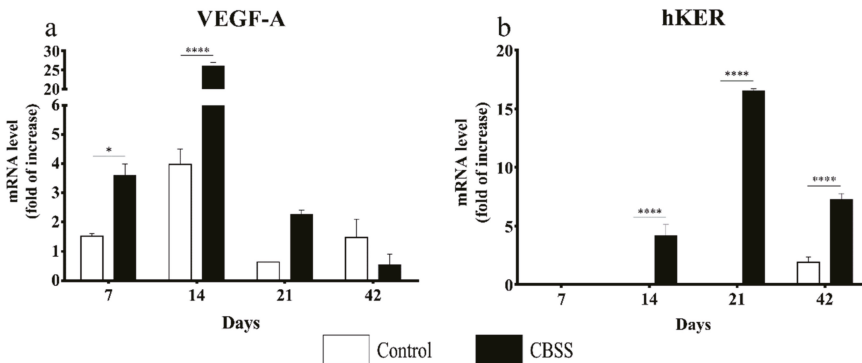 a
VEGF-A
mRNA level
(fold of increase)
30
25
20
6
5
4
3
2
1
0
*
****
7 14 21 42
Days
b
hKER
mRNA level
(fold of increase)
20
15
10
5
0
****
****
****
7 14 21 42
Days
Control CBSS